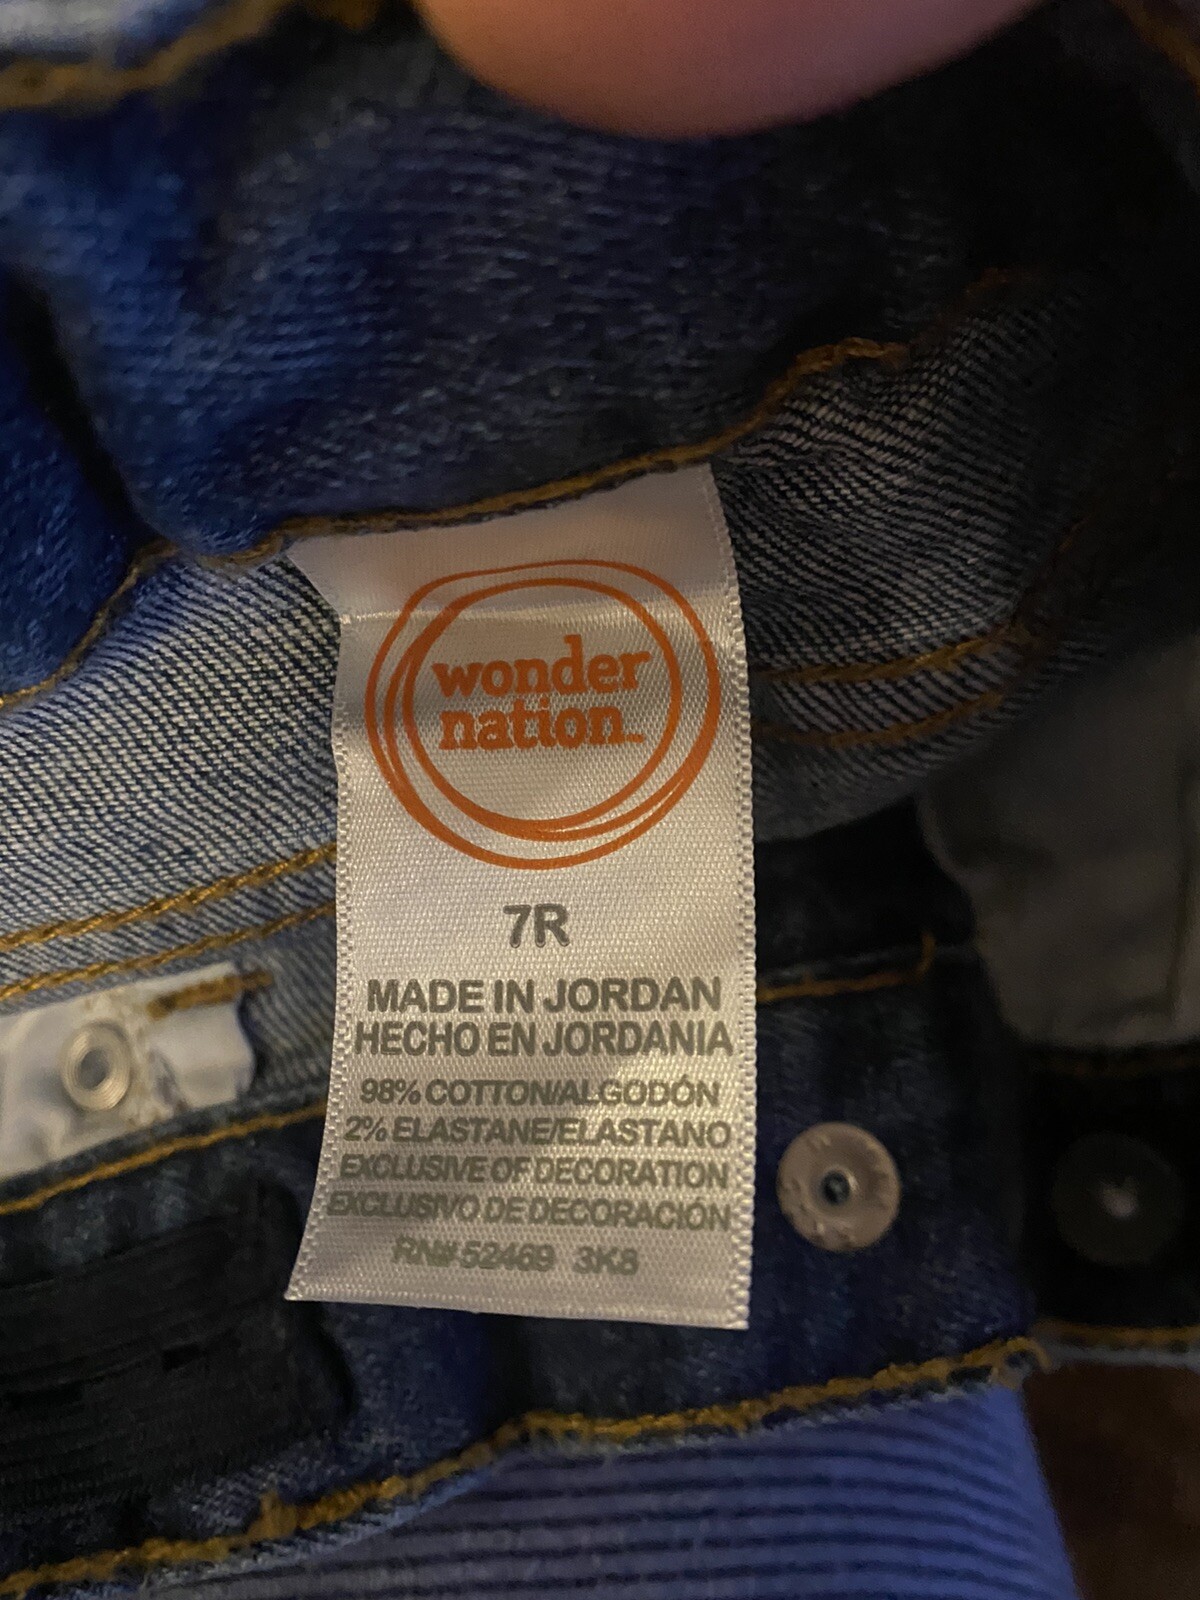 wonder
nation™
7R
MADE IN JORDAN
HECHO EN JORDANIA
98% COTTON/ALGODÓN
2% ELASTANE/ELASTANO
EXCLUSIVE OF DECORATION
EXCLUSIVO DE DECORACIÓN
RN# 52469 3K8